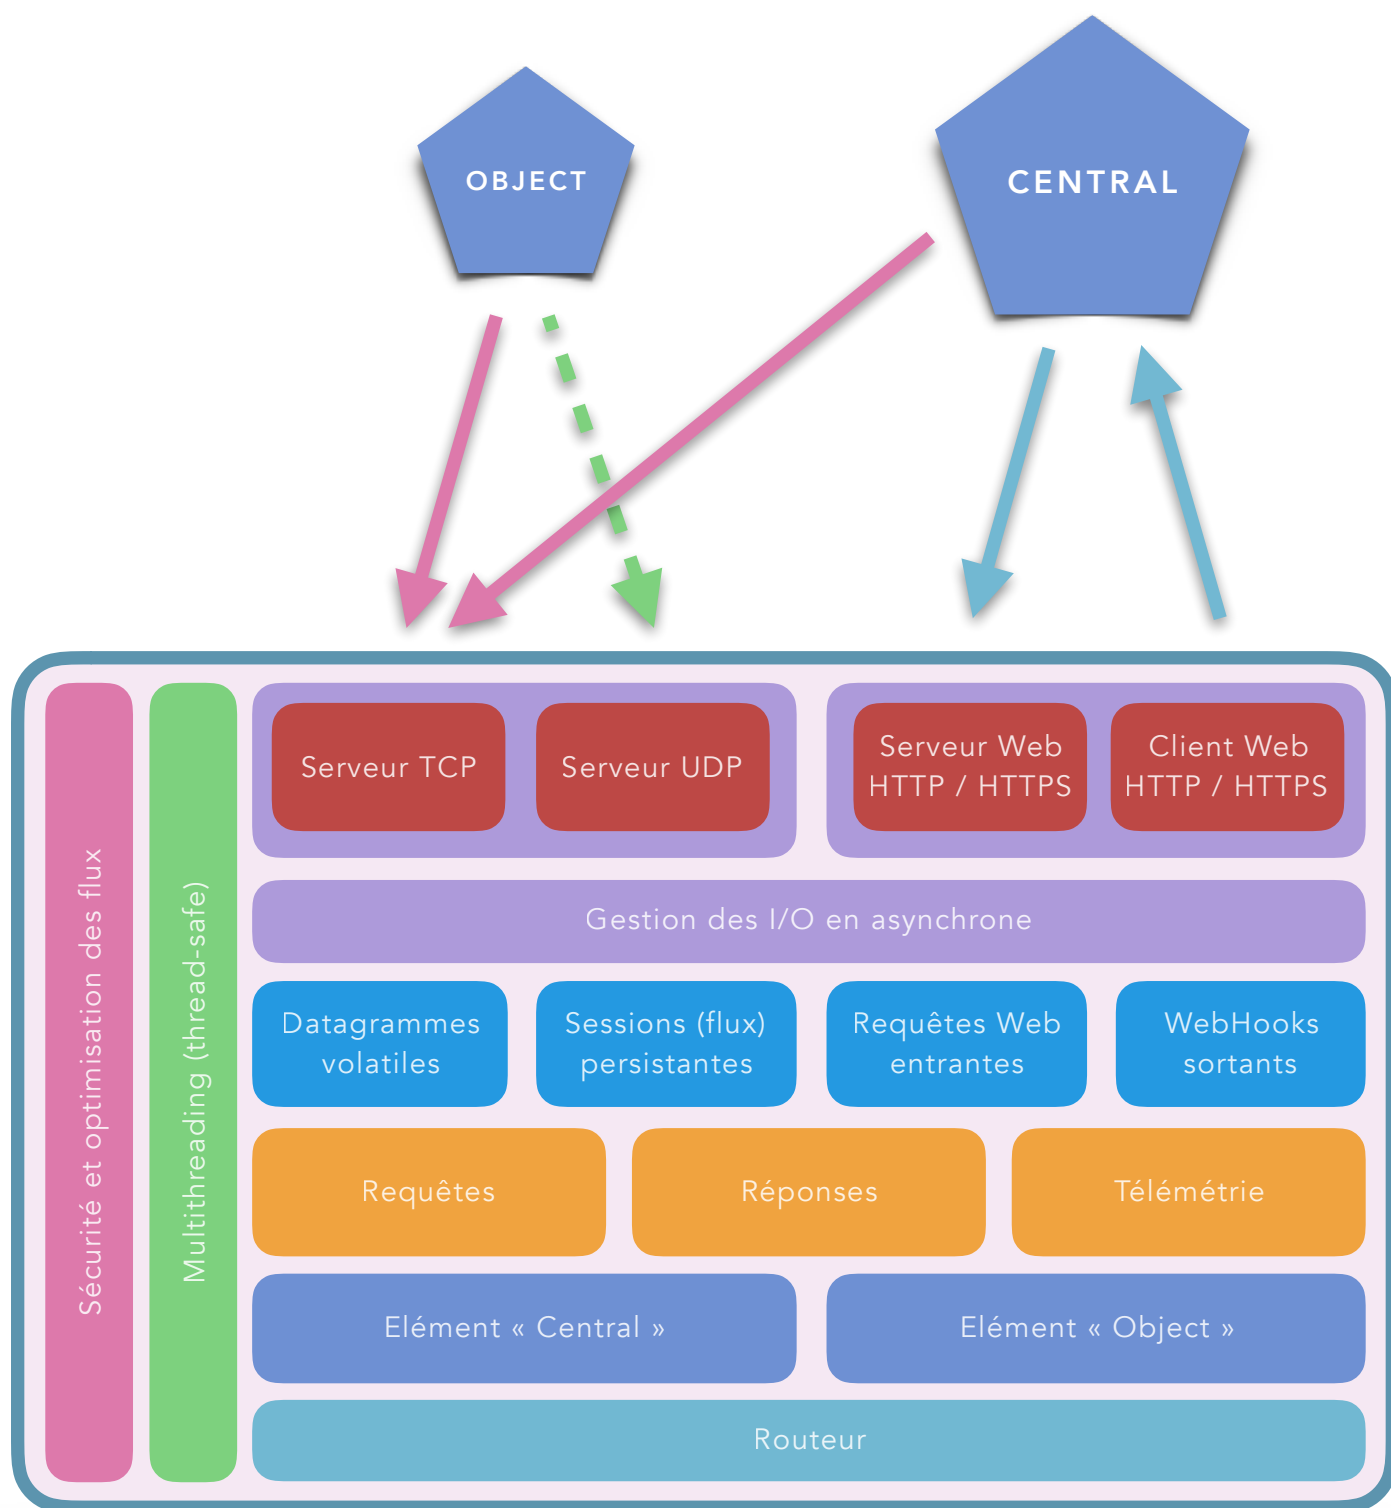 OBJECT
CENTRAL
Serveur TCP
Serveur UDP
Serveur Web
HTTP / HTTPS
Client Web
HTTP / HTTPS
Sécurité et optimisation des flux
Multithreading (thread-safe)
Gestion des I/O en asynchrone
Datagrammes
volatiles
Sessions (flux)
persistantes
Requêtes Web
entrantes
WebHooks
sortants
Requêtes
Réponses
Télémétrie
Elément « Central »
Elément « Object »
Routeur